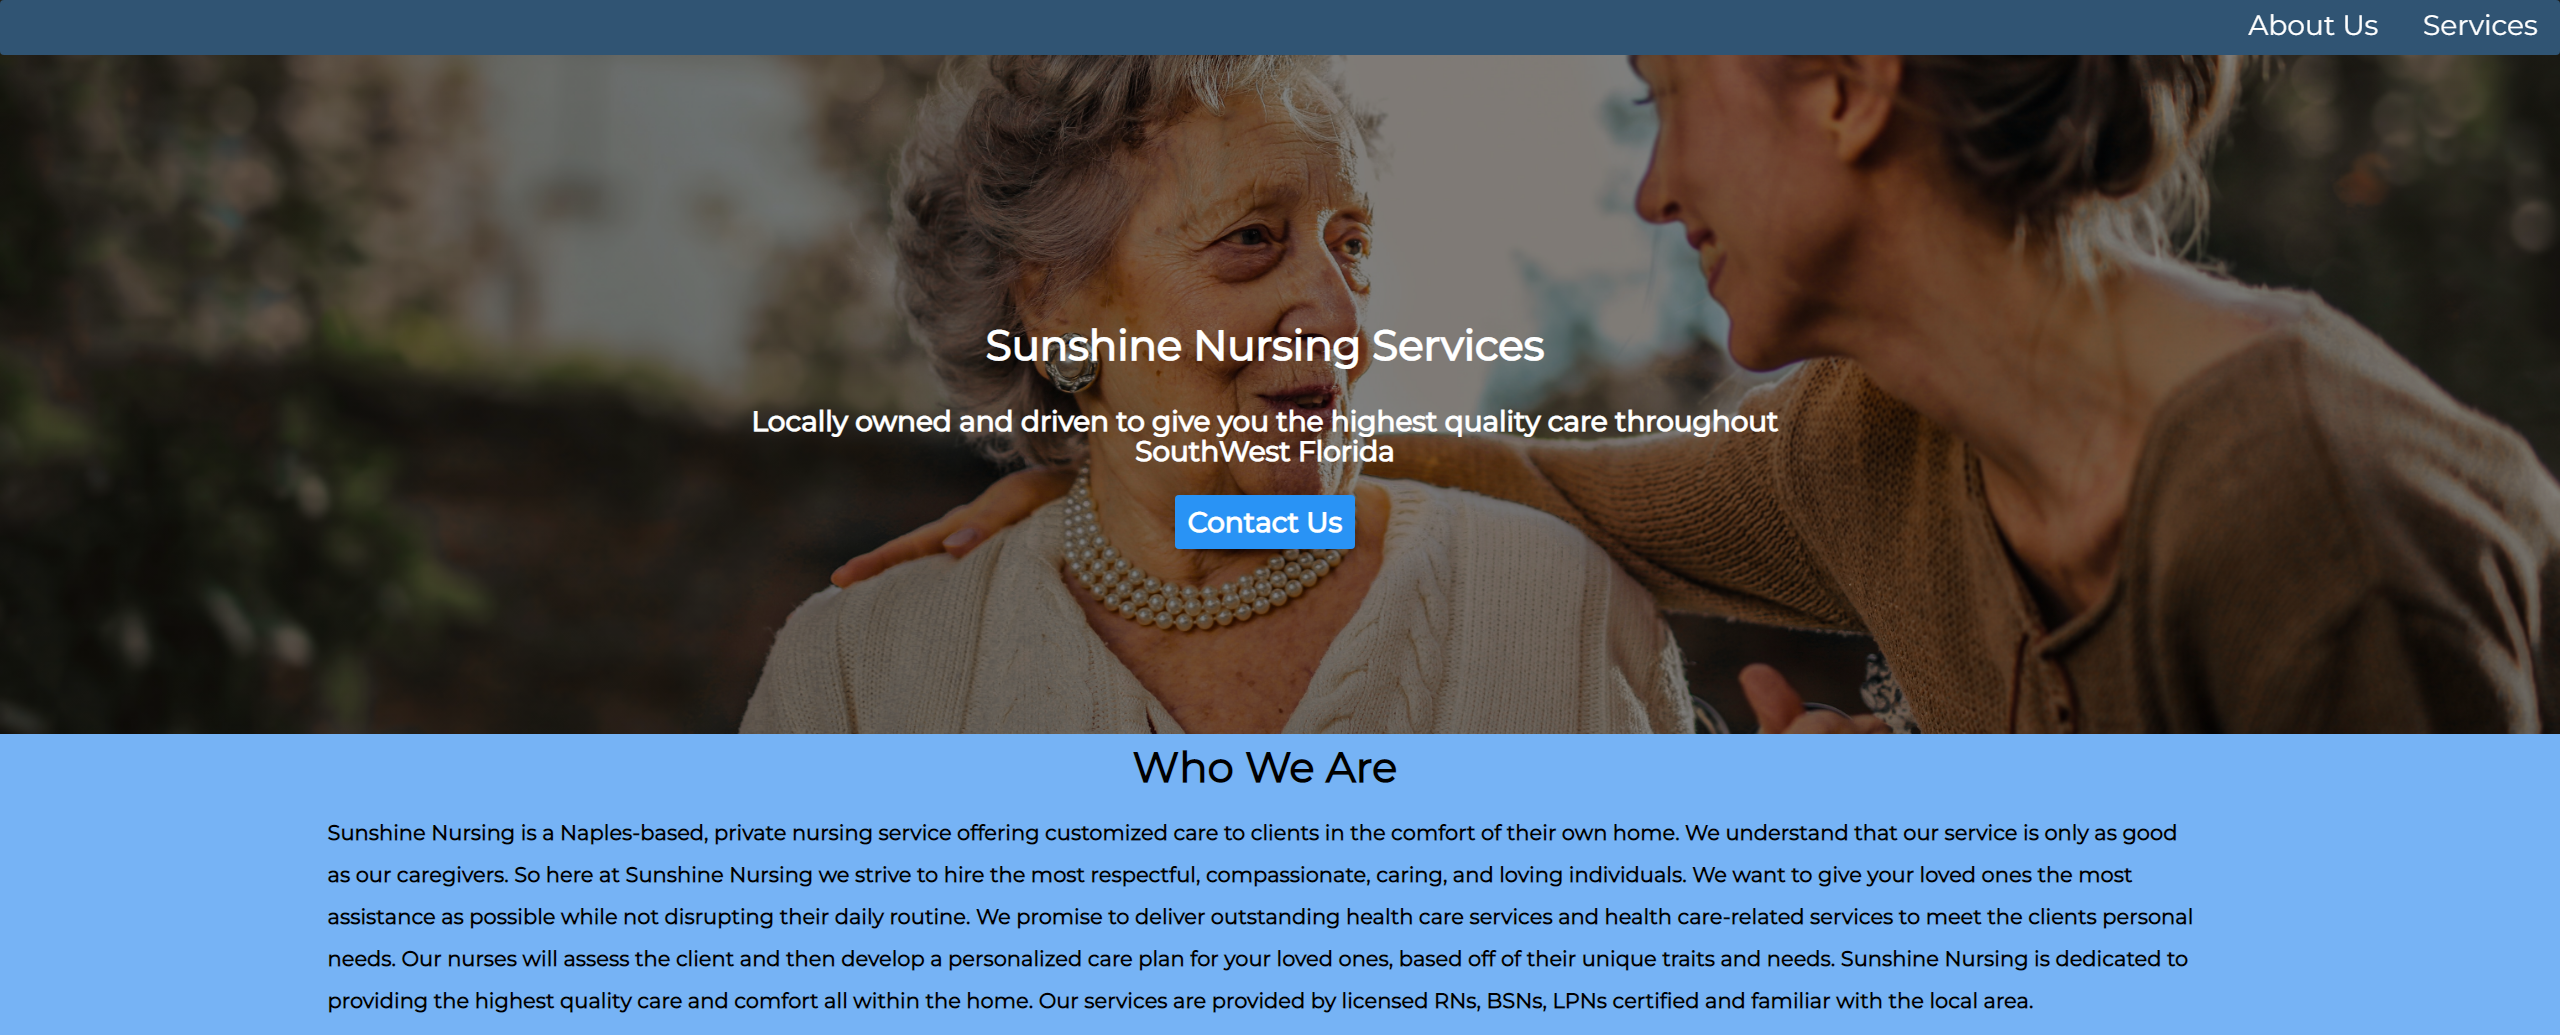 About Us Services
Sunshine Nursing Services
Locally owned and driven to give you the highest quality care throughout
SouthWest Florida
Contact Us
Who We Are
Sunshine Nursing is a Naples-based, private nursing service offering customized care to clients in the comfort of their own home. We understand that our service is only as good
as our caregivers. So here at Sunshine Nursing we strive to hire the most respectful, compassionate, caring, and loving individuals. We want to give your loved ones the most
assistance as possible while not disrupting their daily routine. We promise to deliver outstanding health care services and health care-related services to meet the clients personal
needs. Our nurses will assess the client and then develop a personalized care plan for your loved ones, based off of their unique traits and needs. Sunshine Nursing is dedicated to
providing the highest quality care and comfort all within the home. Our services are provided by licensed RNs, BSNs, LPNs certified and familiar with the local area.